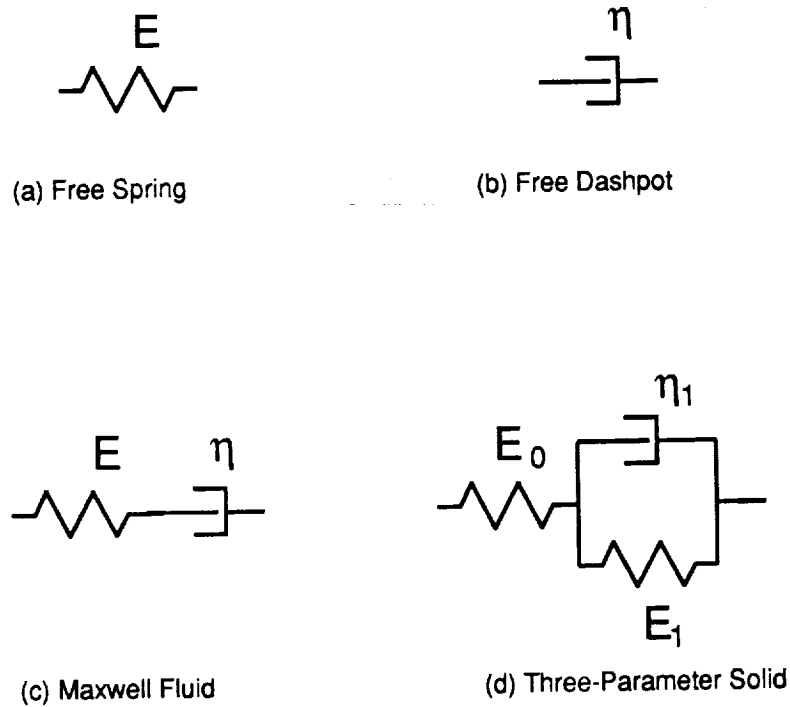 E
η
(a) Free Spring
(b) Free Dashpot
E
η
E₀
η₁
E₁
(c) Maxwell Fluid
(d) Three-Parameter Solid